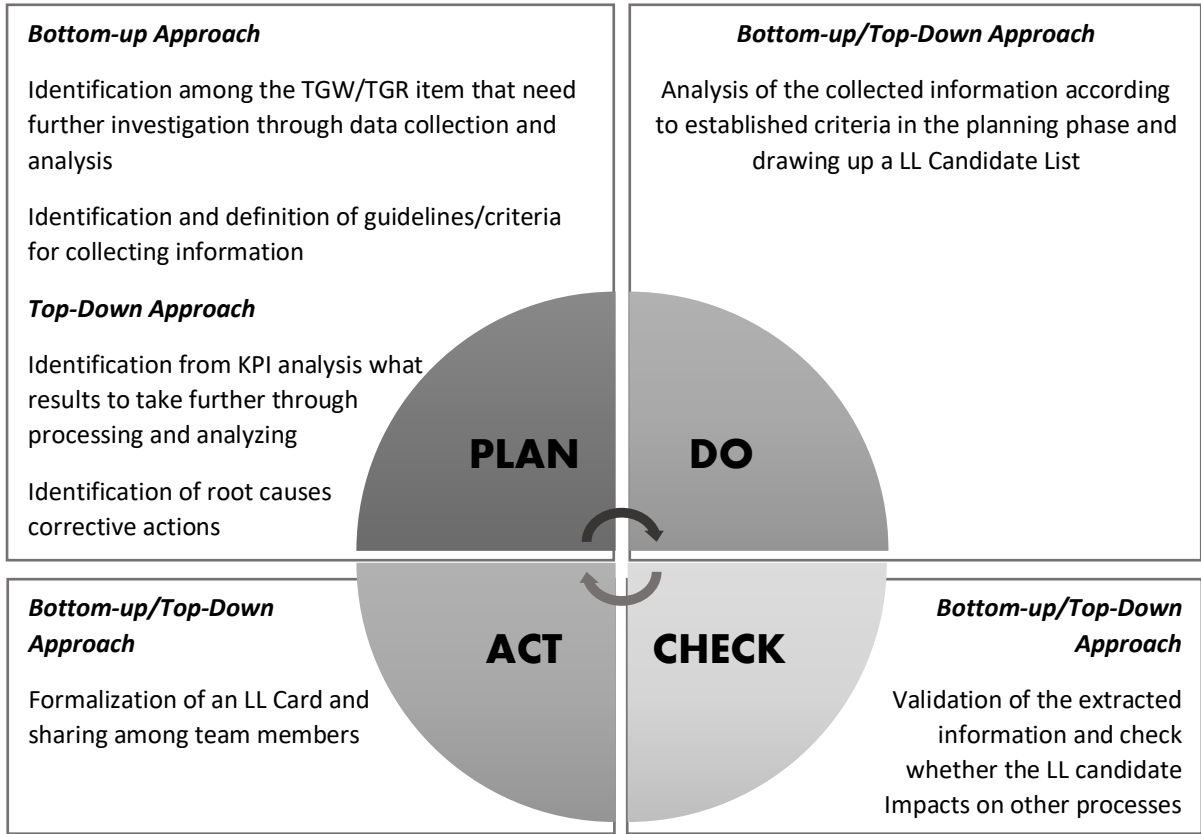 Bottom-up Approach
Identification among the TGW/TGR item that need
further investigation through data collection and
analysis
Identification and definition of guidelines/criteria
for collecting information
Top-Down Approach
Identification from KPI analysis what
results to take further through
processing and analyzing
Identification of root causes
corrective actions
PLAN
Bottom-up/Top-Down Approach
Analysis of the collected information according
to established criteria in the planning phase and
drawing up a LL Candidate List
DO
Bottom-up/Top-Down
Approach
Formalization of an LL Card and
sharing among team members
ACT
CHECK
Bottom-up/Top-Down
Approach
Validation of the extracted
information and check
whether the LL candidate
Impacts on other processes